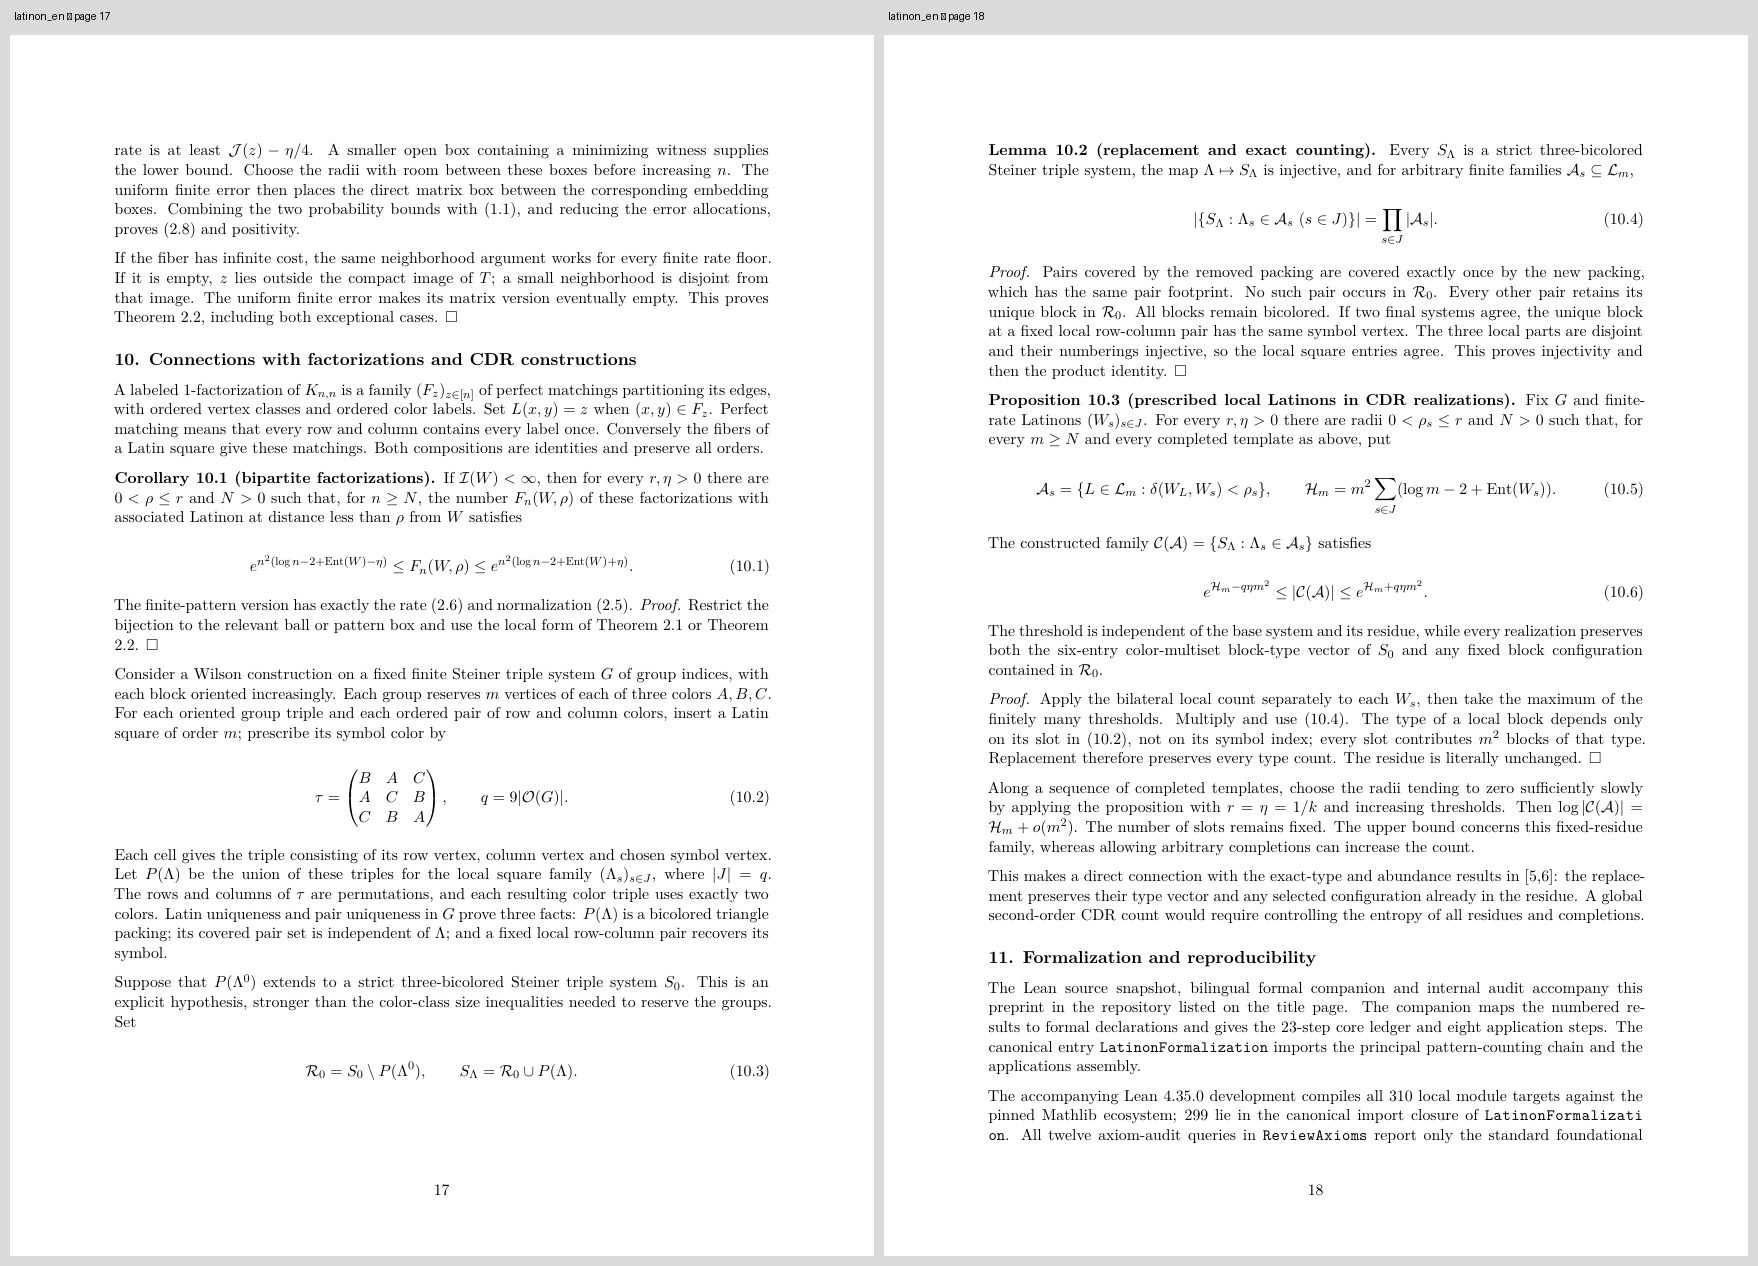 latinon_en page 17
rate is at least 𝒥(z) − η/4. A smaller open box containing a minimizing witness supplies
the lower bound. Choose the radii with room between these boxes before increasing n. The
uniform finite error then places the direct matrix box between the corresponding embedding
boxes. Combining the two probability bounds with (1.1), and reducing the error allocations,
proves (2.8) and positivity.
If the fiber has infinite cost, the same neighborhood argument works for every finite rate floor.
If it is empty, z lies outside the compact image of T; a small neighborhood is disjoint from
that image. The uniform finite error makes its matrix version eventually empty. This proves
Theorem 2.2, including both exceptional cases. □
10. Connections with factorizations and CDR constructions
A labeled 1-factorization of K_{n,n} is a family (F_z)_{z∈[n]} of perfect matchings partitioning its edges,
with ordered vertex classes and ordered color labels. Set L(x, y) = z when (x, y) ∈ F_z. Perfect
matching means that every row and column contains every label once. Conversely the fibers of
a Latin square give these matchings. Both compositions are identities and preserve all orders.
Corollary 10.1 (bipartite factorizations). If ℐ(W) < ∞, then for every r, η > 0 there are
0 < ρ ≤ r and N > 0 such that, for n ≥ N, the number F_n(W, ρ) of these factorizations with
associated Latinon at distance less than ρ from W satisfies
e^{n²(log n−2+Ent(W)−η)} ≤ F_n(W, ρ) ≤ e^{n²(log n−2+Ent(W)+η)}. (10.1)
The finite-pattern version has exactly the rate (2.6) and normalization (2.5). Proof. Restrict the
bijection to the relevant ball or pattern box and use the local form of Theorem 2.1 or Theorem
2.2. □
Consider a Wilson construction on a fixed finite Steiner triple system G of group indices, with
each block oriented increasingly. Each group reserves m vertices of each of three colors A, B, C.
For each oriented group triple and each ordered pair of row and column colors, insert a Latin
square of order m; prescribe its symbol color by
B A C
τ = ( A C B ), q = 9|𝒪(G)|. (10.2)
C B A
Each cell gives the triple consisting of its row vertex, column vertex and chosen symbol vertex.
Let P(Λ) be the union of these triples for the local square family (Λ_s)_{s∈J}, where |J| = q.
The rows and columns of τ are permutations, and each resulting color triple uses exactly two
colors. Latin uniqueness and pair uniqueness in G prove three facts: P(Λ) is a bicolored triangle
packing; its covered pair set is independent of Λ; and a fixed local row-column pair recovers its
symbol.
Suppose that P(Λ⁰) extends to a strict three-bicolored Steiner triple system S₀. This is an
explicit hypothesis, stronger than the color-class size inequalities needed to reserve the groups.
Set
ℛ₀ = S₀ \ P(Λ⁰), S_Λ = ℛ₀ ∪ P(Λ). (10.3)
17
latinon_en page 18
Lemma 10.2 (replacement and exact counting). Every S_Λ is a strict three-bicolored
Steiner triple system, the map Λ ↦ S_Λ is injective, and for arbitrary finite families 𝒜_s ⊆ ℒ_m,
|{S_Λ : Λ_s ∈ 𝒜_s (s ∈ J)}| = ∏_{s∈J} |𝒜_s|. (10.4)
Proof. Pairs covered by the removed packing are covered exactly once by the new packing,
which has the same pair footprint. No such pair occurs in ℛ₀. Every other pair retains its
unique block in ℛ₀. All blocks remain bicolored. If two final systems agree, the unique block
at a fixed local row-column pair has the same symbol vertex. The three local parts are disjoint
and their numberings injective, so the local square entries agree. This proves injectivity and
then the product identity. □
Proposition 10.3 (prescribed local Latinons in CDR realizations). Fix G and finite-
rate Latinons (W_s)_{s∈J}. For every r, η > 0 there are radii 0 < ρ_s ≤ r and N > 0 such that, for
every m ≥ N and every completed template as above, put
𝒜_s = {L ∈ ℒ_m : δ(W_L, W_s) < ρ_s}, ℋ_m = m² ∑_{s∈J} (log m − 2 + Ent(W_s)). (10.5)
The constructed family 𝒞(𝒜) = {S_Λ : Λ_s ∈ 𝒜_s} satisfies
e^{ℋ_m−qηm²} ≤ |𝒞(𝒜)| ≤ e^{ℋ_m+qηm²}. (10.6)
The threshold is independent of the base system and its residue, while every realization preserves
both the six-entry color-multiset block-type vector of S₀ and any fixed block configuration
contained in ℛ₀.
Proof. Apply the bilateral local count separately to each W_s, then take the maximum of the
finitely many thresholds. Multiply and use (10.4). The type of a local block depends only
on its slot in (10.2), not on its symbol index; every slot contributes m² blocks of that type.
Replacement therefore preserves every type count. The residue is literally unchanged. □
Along a sequence of completed templates, choose the radii tending to zero sufficiently slowly
by applying the proposition with r = η = 1/k and increasing thresholds. Then log |𝒞(𝒜)| =
ℋ_m + o(m²). The number of slots remains fixed. The upper bound concerns this fixed-residue
family, whereas allowing arbitrary completions can increase the count.
This makes a direct connection with the exact-type and abundance results in [5,6]: the replace-
ment preserves their type vector and any selected configuration already in the residue. A global
second-order CDR count would require controlling the entropy of all residues and completions.
11. Formalization and reproducibility
The Lean source snapshot, bilingual formal companion and internal audit accompany this
preprint in the repository listed on the title page. The companion maps the numbered re-
sults to formal declarations and gives the 23-step core ledger and eight application steps. The
canonical entry LatinonFormalization imports the principal pattern-counting chain and the
applications assembly.
The accompanying Lean 4.35.0 development compiles all 310 local module targets against the
pinned Mathlib ecosystem; 299 lie in the canonical import closure of LatinonFormalizati
on. All twelve axiom-audit queries in ReviewAxioms report only the standard foundational
18